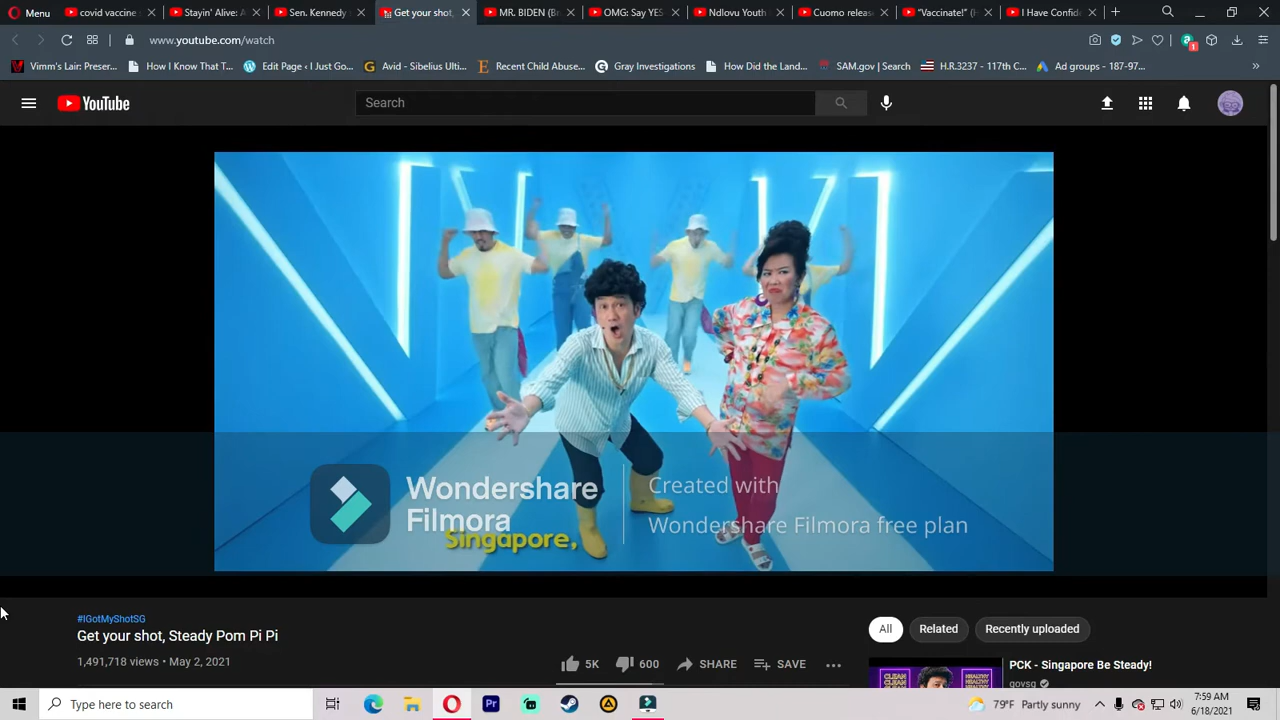 Menu
covid vaccine
Stayin' Alive: A
Sen. Kennedy
Get your shot,
MR. BIDEN (B
OMG: Say YES
Ndlovu Youth
Cuomo release
"Vaccinate!" (H
I Have Confid
www.youtube.com/watch
1
Vimm's Lair: Preser...
How I Know That T...
Edit Page ‹ I Just Go...
Avid - Sibelius Ulti...
Recent Child Abuse...
Gray Investigations
How Did the Land...
SAM.gov | Search
H.R.3237 - 117th C...
Ad groups - 187-97...
YouTube
Search
Wondershare
Filmora
Created with
Wondershare Filmora free plan
Singapore,
#IGotMyShotSG
Get your shot, Steady Pom Pi Pi
1,491,718 views • May 2, 2021
5K
600
SHARE
SAVE
All
Related
Recently uploaded
CLEAN
HEALTHY
PCK - Singapore Be Steady!
govsg
Type here to search
Pr
79°F Partly sunny
7:59 AM
6/18/2021